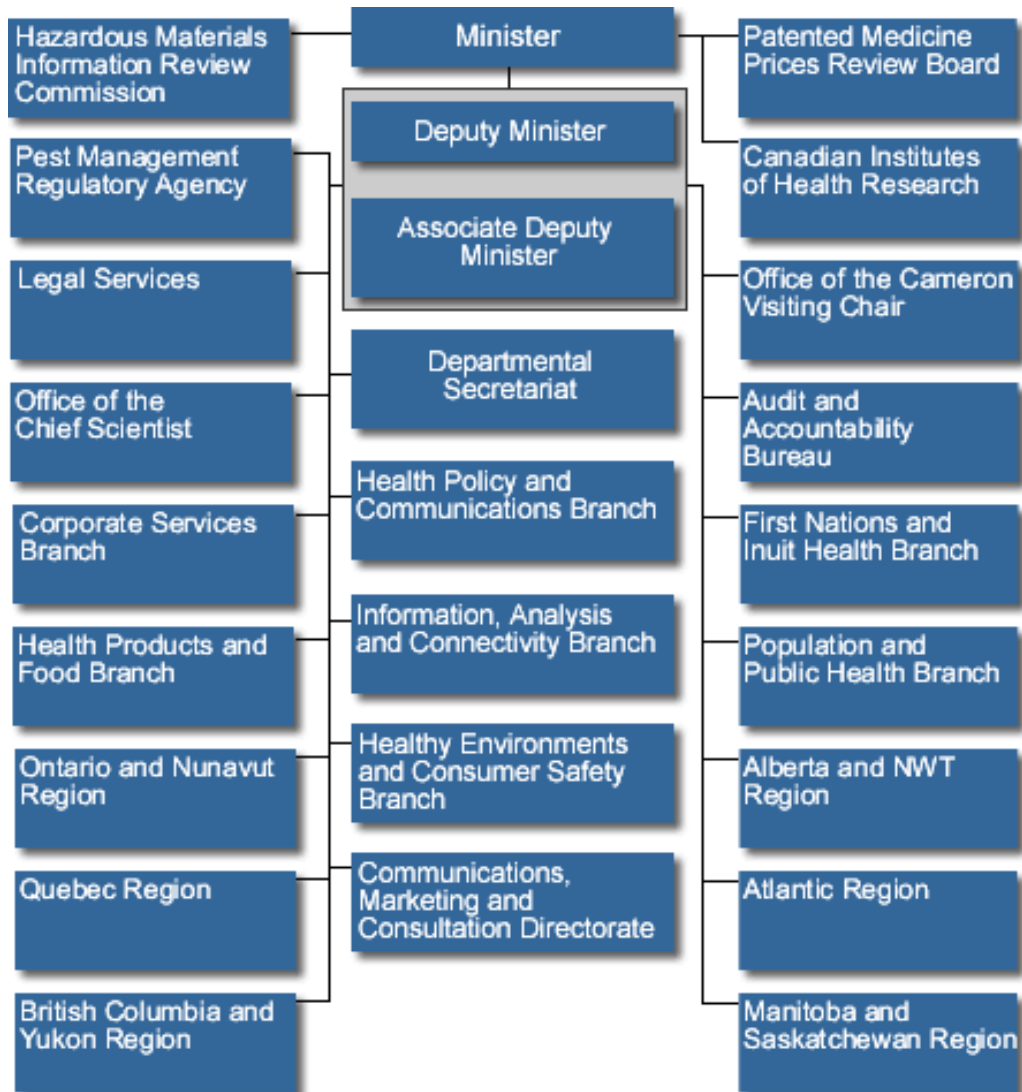 Hazardous Materials
Information Review
Commission
Minister
Patented Medicine
Prices Review Board
Deputy Minister
Pest Management
Regulatory Agency
Canadian Institutes
of Health Research
Associate Deputy
Minister
Legal Services
Office of the Cameron
Visiting Chair
Departmental
Secretariat
Office of the
Chief Scientist
Audit and
Accountability
Bureau
Health Policy and
Communications Branch
Corporate Services
Branch
First Nations and
Inuit Health Branch
Information, Analysis
and Connectivity Branch
Health Products and
Food Branch
Population and
Public Health Branch
Healthy Environments
and Consumer Safety
Branch
Ontario and Nunavut
Region
Alberta and NWT
Region
Communications,
Marketing and
Consultation Directorate
Quebec Region
Atlantic Region
British Columbia and
Yukon Region
Manitoba and
Saskatchewan Region